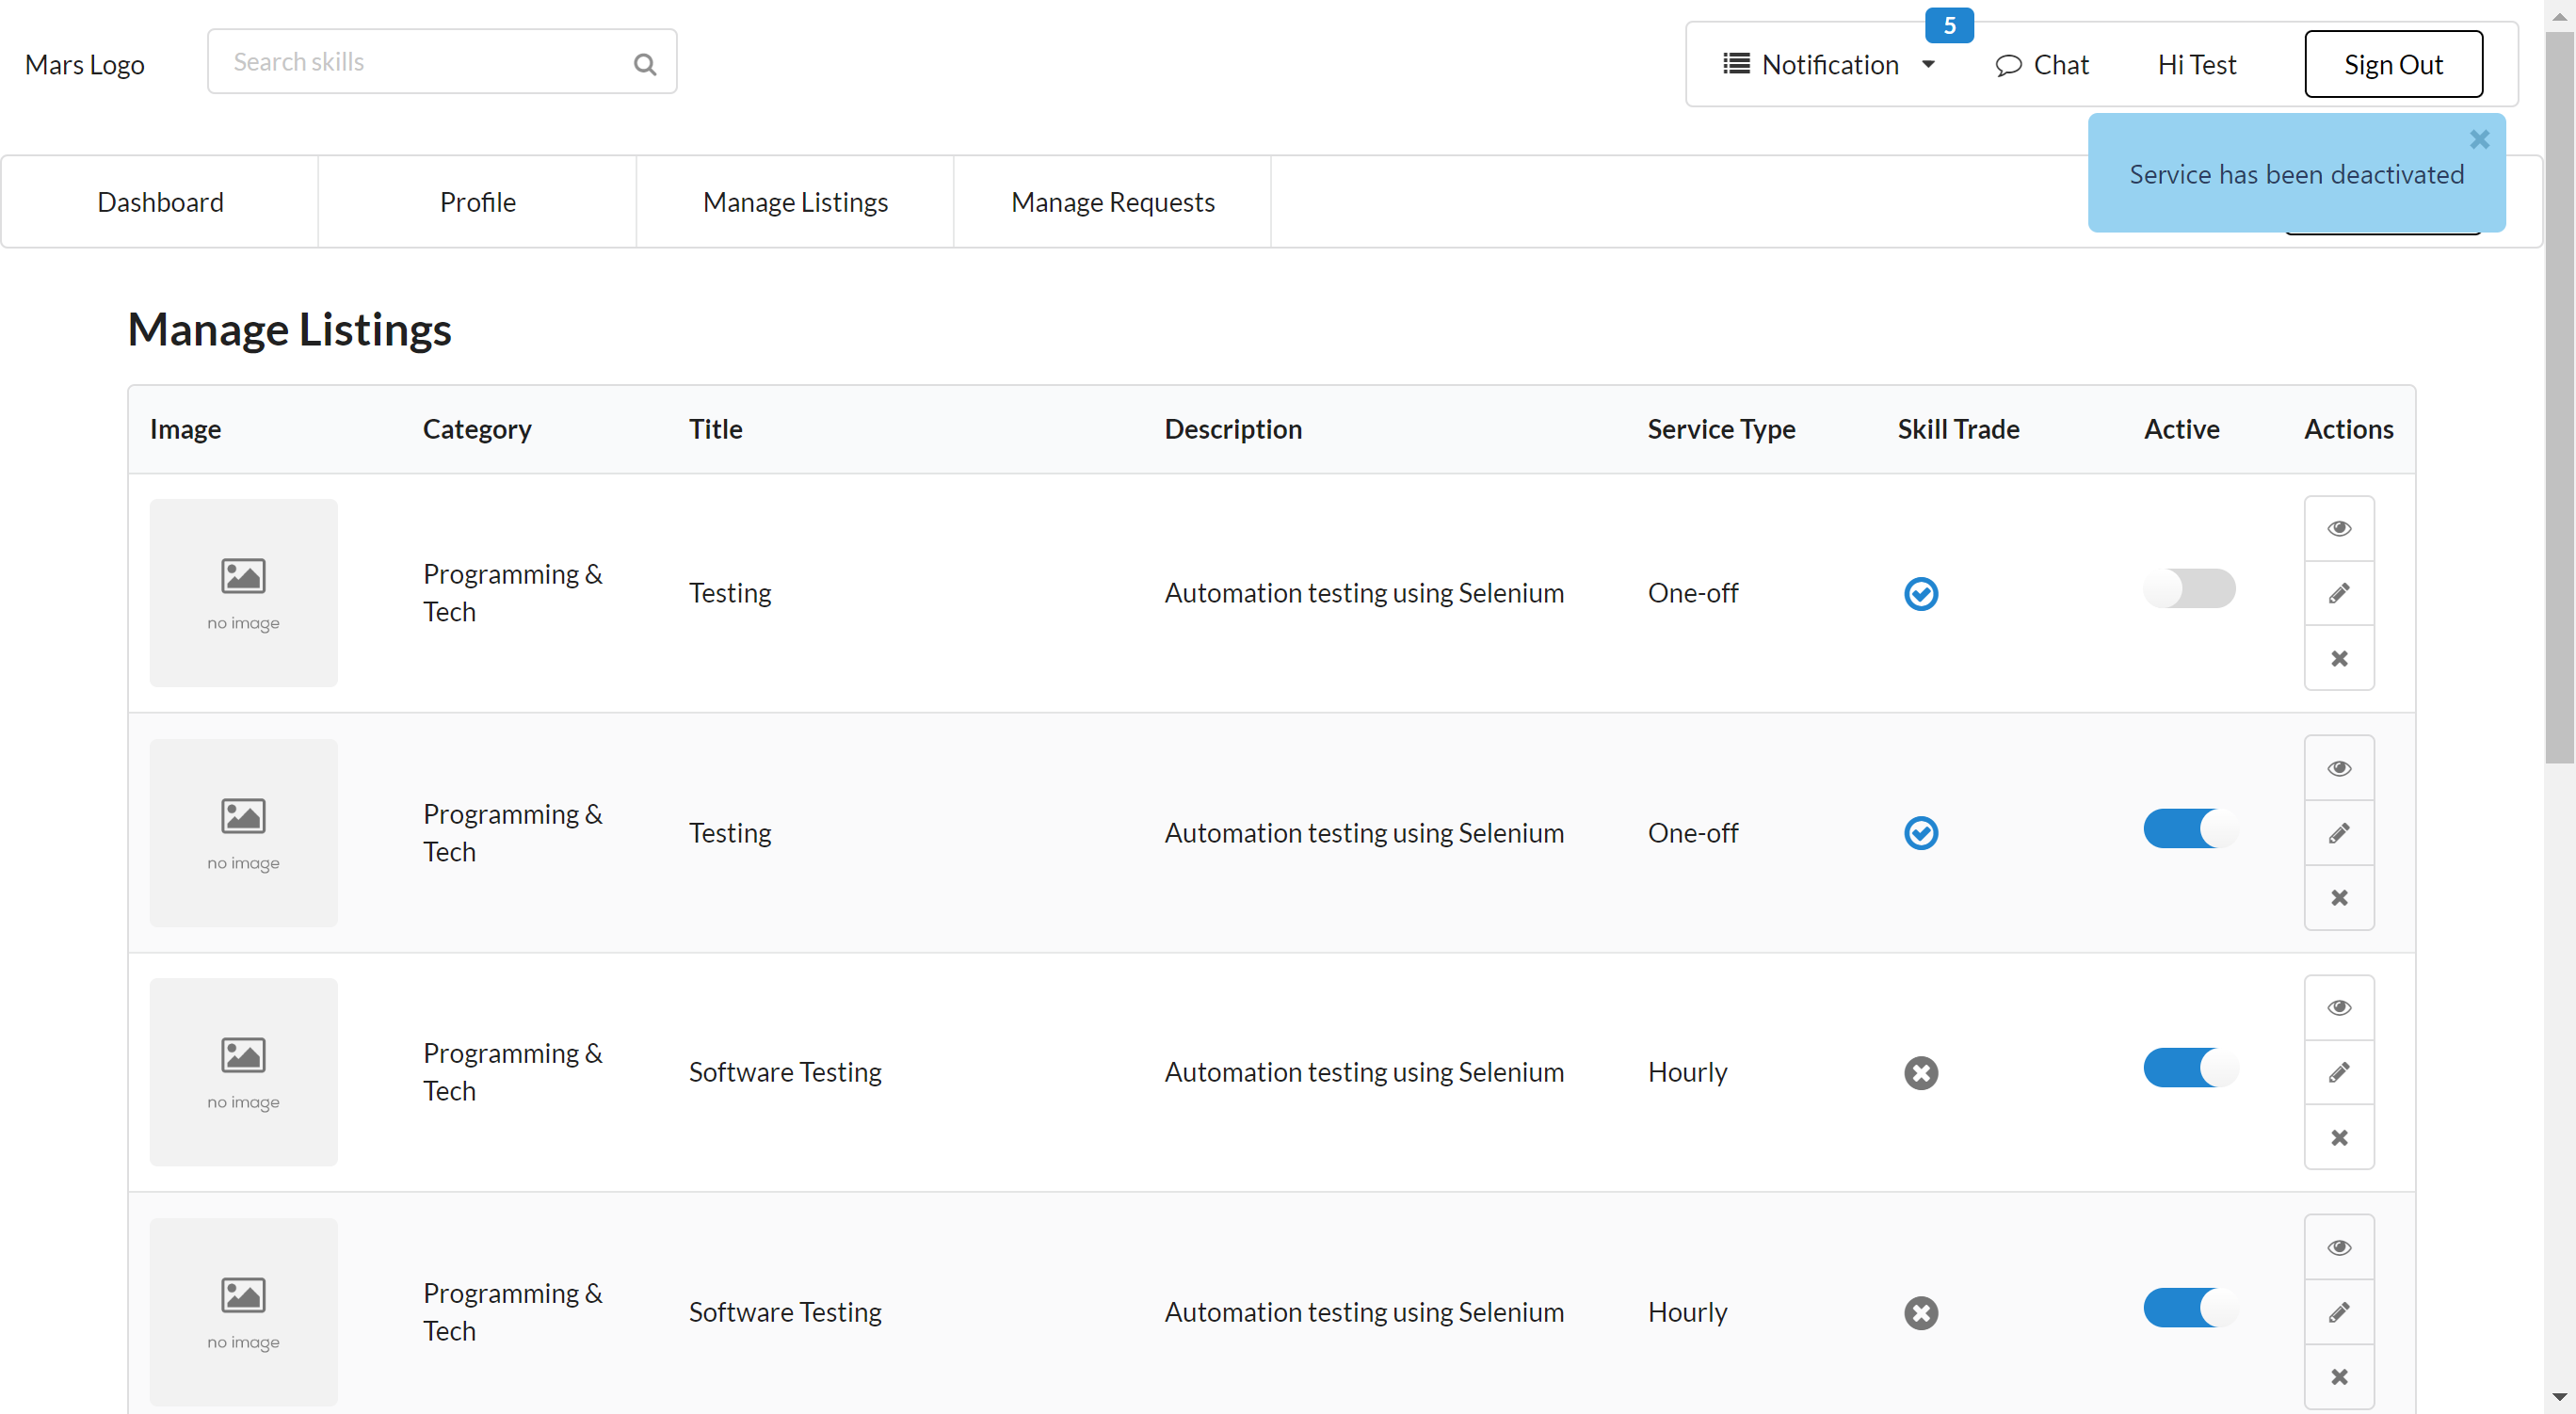 Mars Logo
Search skills
5
Notification
Chat
Hi Test
Sign Out
Service has been deactivated
Dashboard
Profile
Manage Listings
Manage Requests
Manage Listings
Image Category Title Description Service Type Skill Trade Active Actions
no image
Programming &
Tech
Testing
Automation testing using Selenium
One-off
no image
Programming &
Tech
Testing
Automation testing using Selenium
One-off
no image
Programming &
Tech
Software Testing
Automation testing using Selenium
Hourly
no image
Programming &
Tech
Software Testing
Automation testing using Selenium
Hourly